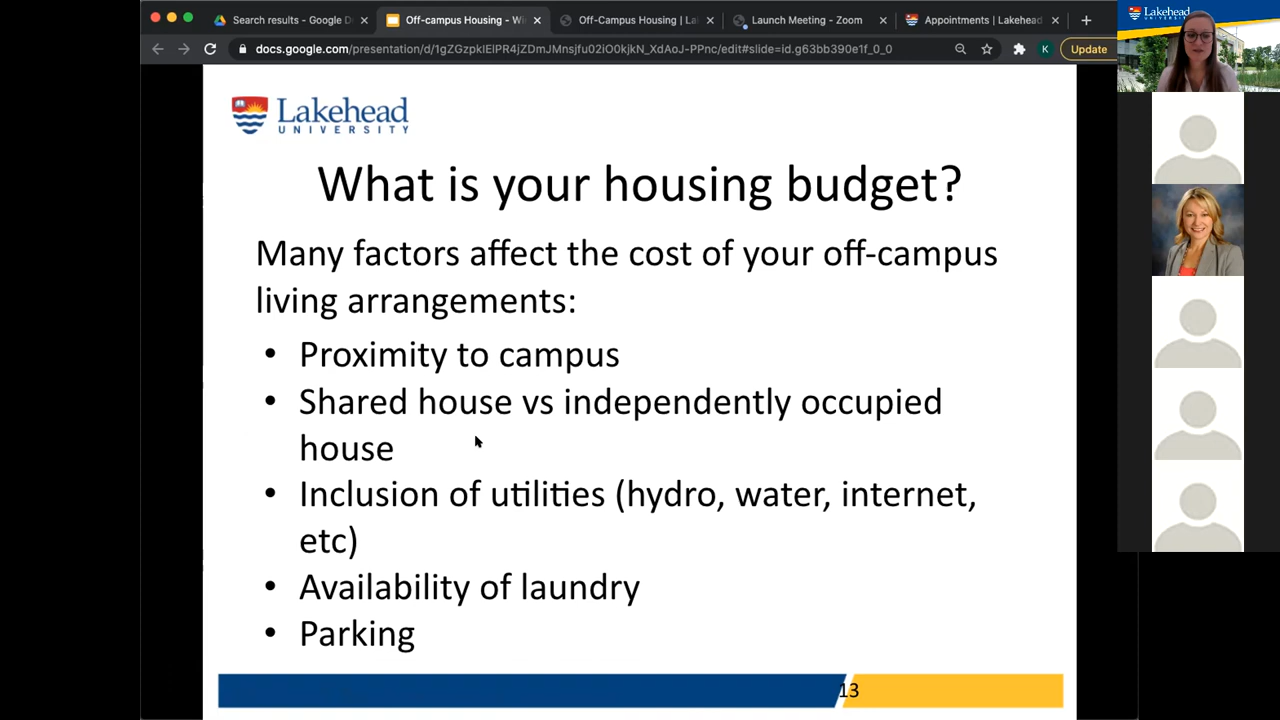 Search results - Google D
Off-campus Housing - Wi
Off-Campus Housing | La
Launch Meeting - Zoom
Appointments | Lakehead
docs.google.com/presentation/d/1gZGzpkIEIPR4jZDmJMnsjfu02iO0kjkN_XdAoJ-PPnc/edit#slide=id.g63bb390e1f_0_0
K
Update
Lakehead
UNIVERSITY
Lakehead
UNIVERSITY
What is your housing budget?
Many factors affect the cost of your off-campus
living arrangements:
• Proximity to campus
• Shared house vs independently occupied
house
• Inclusion of utilities (hydro, water, internet,
etc)
• Availability of laundry
• Parking
13